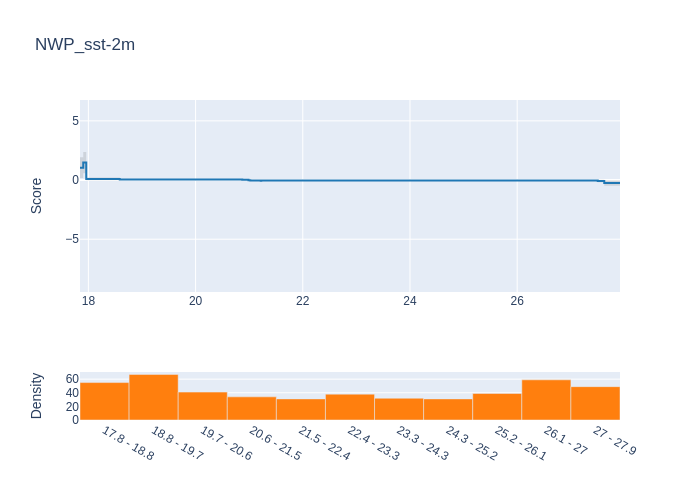 NWP_sst-2m
5
0
−5
Score
18 20 22 24 26
60
40
20
0
Density
17.8 - 18.8
18.8 - 19.7
19.7 - 20.6
20.6 - 21.5
21.5 - 22.4
22.4 - 23.3
23.3 - 24.3
24.3 - 25.2
25.2 - 26.1
26.1 - 27
27 - 27.9